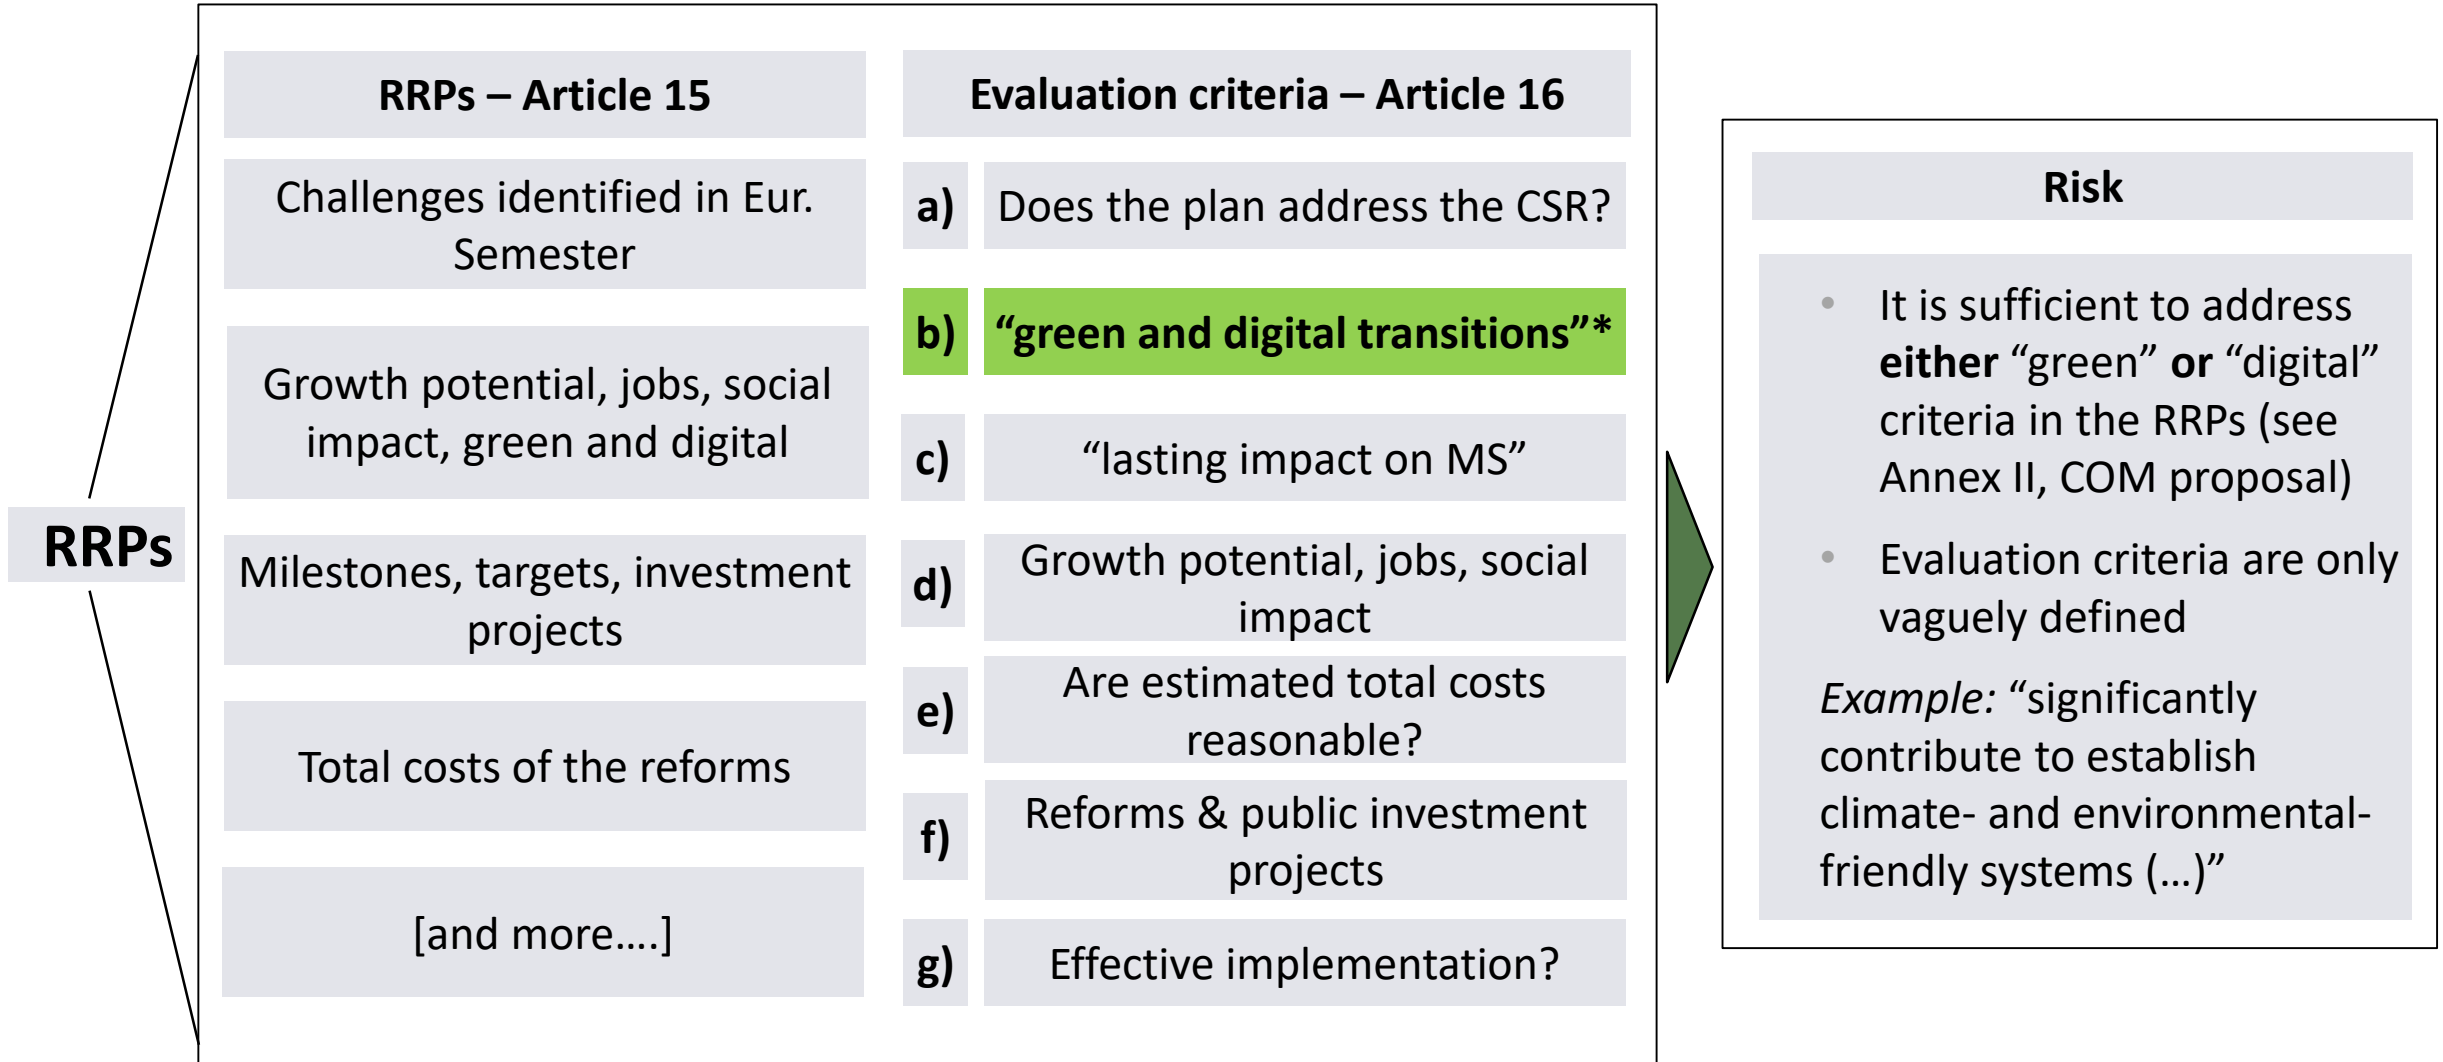 RRPs
RRPs – Article 15
Challenges identified in Eur.
Semester
Growth potential, jobs, social
impact, green and digital
Milestones, targets, investment
projects
Total costs of the reforms
[and more….]
Evaluation criteria – Article 16
a) Does the plan address the CSR?
b) “green and digital transitions”*
c) “lasting impact on MS”
d) Growth potential, jobs, social
impact
e) Are estimated total costs
reasonable?
f) Reforms & public investment
projects
g) Effective implementation?
Risk
• It is sufficient to address
either “green” or “digital”
criteria in the RRPs (see
Annex II, COM proposal)
• Evaluation criteria are only
vaguely defined
Example: “significantly
contribute to establish
climate- and environmental-
friendly systems (…)”